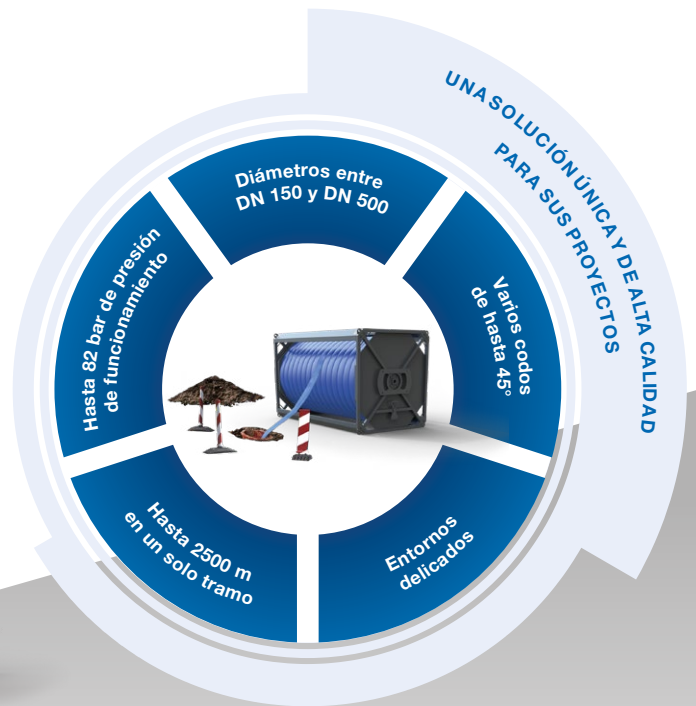 UNA SOLUCIÓN ÚNICA Y DE ALTA CALIDAD
PARA SUS PROYECTOS
Diámetros entre
DN 150 y DN 500
Varios codos
de hasta 45°
Entornos
delicados
Hasta 2500 m
en un solo tramo
Hasta 82 bar de presión
de funcionamiento